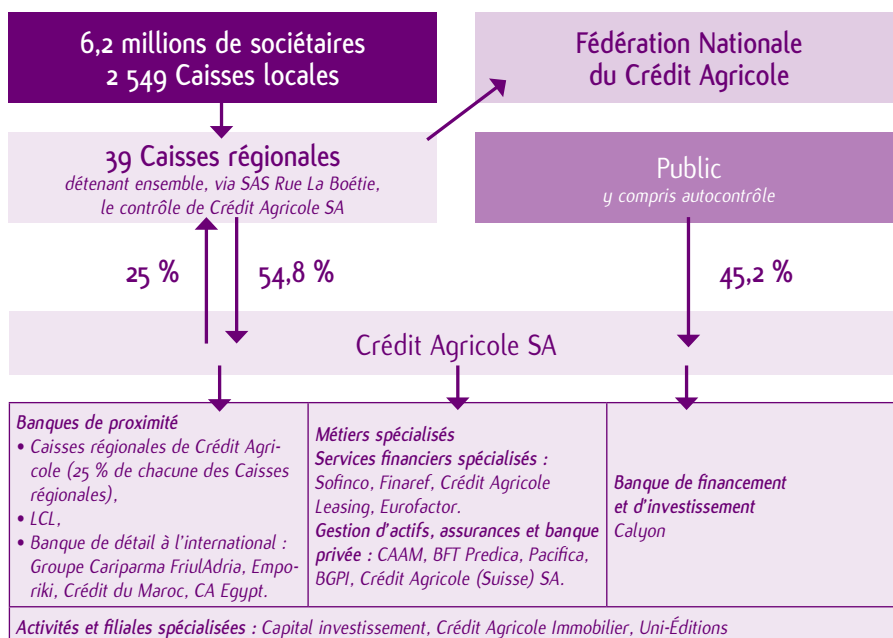 6,2 millions de sociétaires
2 549 Caisses locales
Fédération Nationale
du Crédit Agricole
39 Caisses régionales
détenant ensemble, via SAS Rue La Boétie,
le contrôle de Crédit Agricole SA
Public
y compris autocontrôle
25 %
54,8 %
45,2 %
Crédit Agricole SA
Banques de proximité
• Caisses régionales de Crédit Agri-
cole (25 % de chacune des Caisses
régionales),
• LCL,
• Banque de détail à l'international :
Groupe Cariparma FriulAdria, Empo-
riki, Crédit du Maroc, CA Egypt.
Métiers spécialisés
Services financiers spécialisés :
Sofinco, Finaref, Crédit Agricole
Leasing, Eurofactor.
Gestion d'actifs, assurances et banque
privée : CAAM, BFT Predica, Pacifica,
BGPI, Crédit Agricole (Suisse) SA.
Banque de financement
et d'investissement
Calyon
Activités et filiales spécialisées : Capital investissement, Crédit Agricole Immobilier, Uni-Éditions